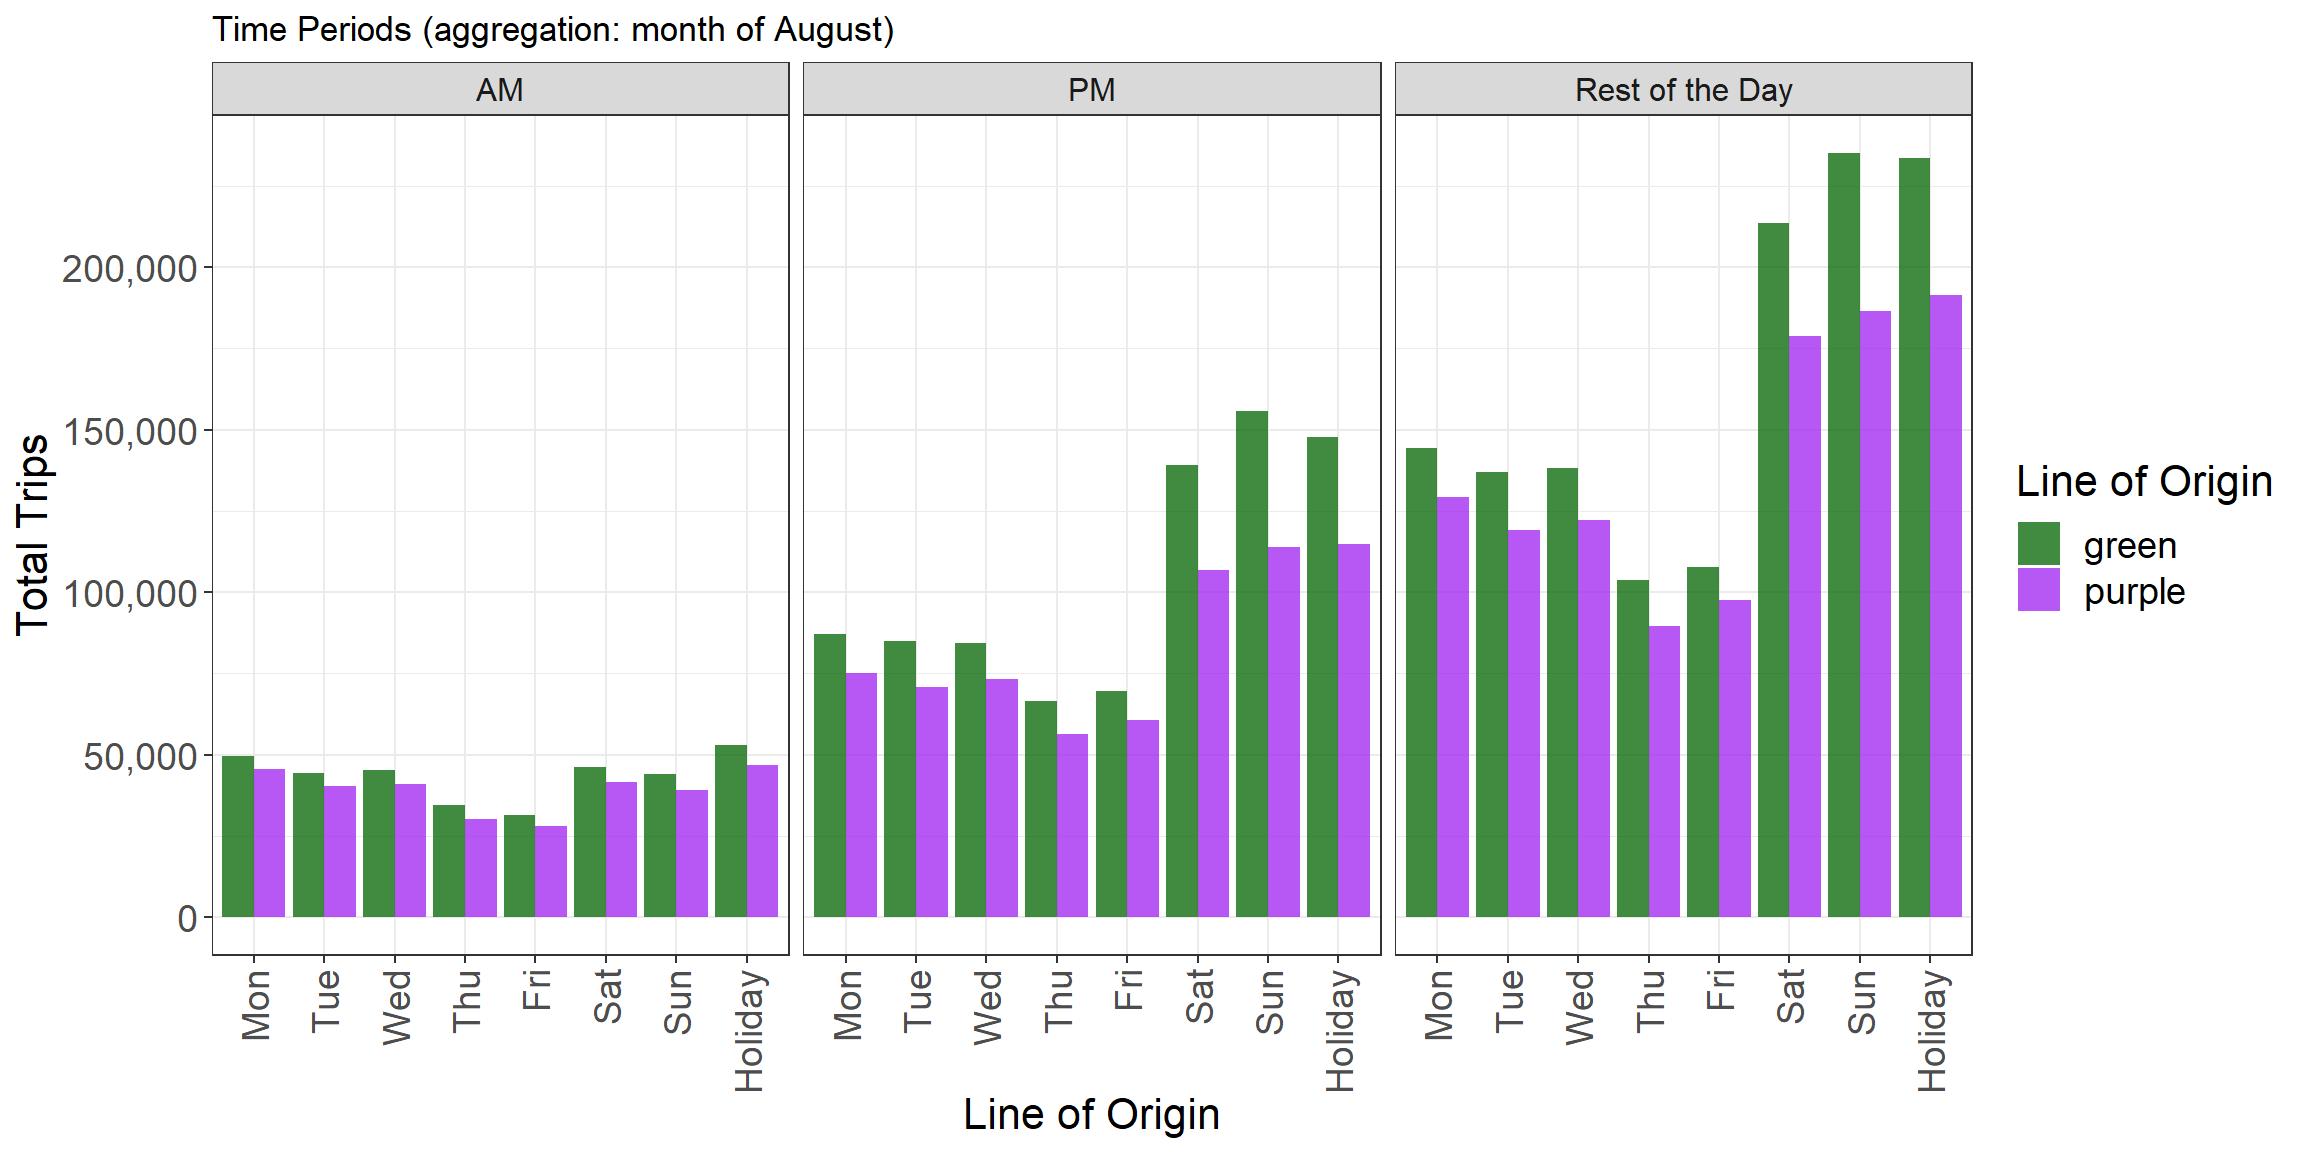 Time Periods (aggregation: month of August)
AM PM Rest of the Day
Total Trips
200,000
150,000
100,000
50,000
0
Mon Tue Wed Thu Fri Sat Sun Holiday Mon Tue Wed Thu Fri Sat Sun Holiday Mon Tue Wed Thu Fri Sat Sun Holiday
Line of Origin
Line of Origin
green
purple